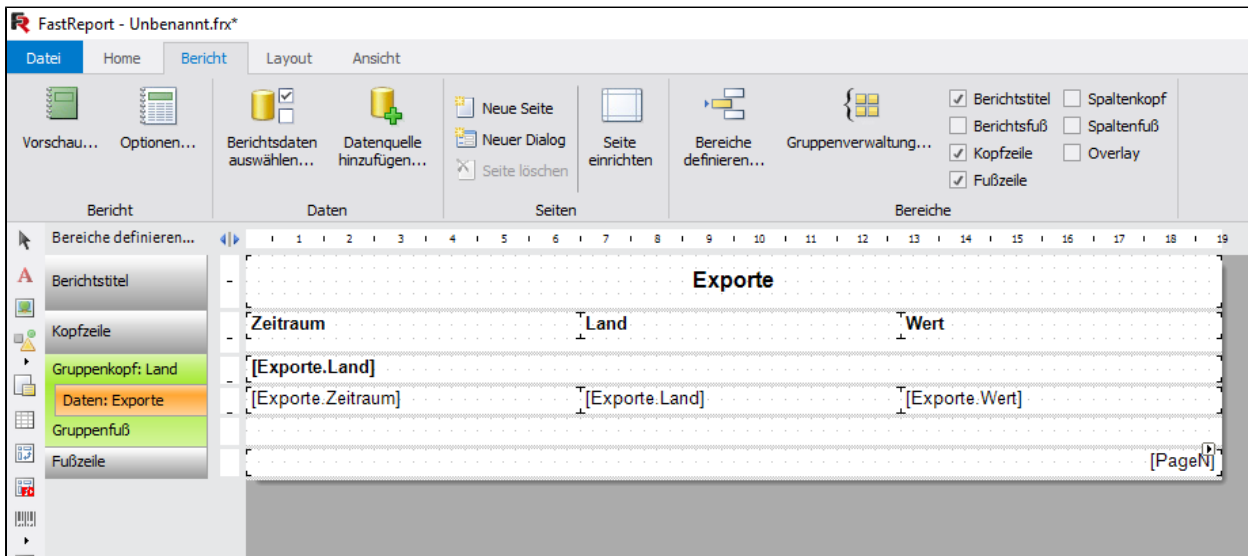 FastReport - Unbenannt.frx*
Datei Home Bericht Layout Ansicht
Vorschau... Optionen...
Bericht
Berichtsdaten auswählen... Datenquelle hinzufügen...
Daten
Neue Seite
Neuer Dialog
Seite löschen
Seite einrichten
Seiten
Bereiche definieren... Gruppenverwaltung...
Berichtstitel Spaltenkopf
Berichtsfuß Spaltenfuß
Kopfzeile Overlay
Fußzeile
Bereiche
Bereiche definieren... 1 2 3 4 5 6 7 8 9 10 11 12 13 14 15 16 17 18 19
A
Berichtstitel Exporte
Kopfzeile Zeitraum Land Wert
Gruppenkopf: Land [Exporte.Land]
Daten: Exporte [Exporte.Zeitraum] [Exporte.Land] [Exporte.Wert]
Gruppenfuß
Fußzeile [PageN]